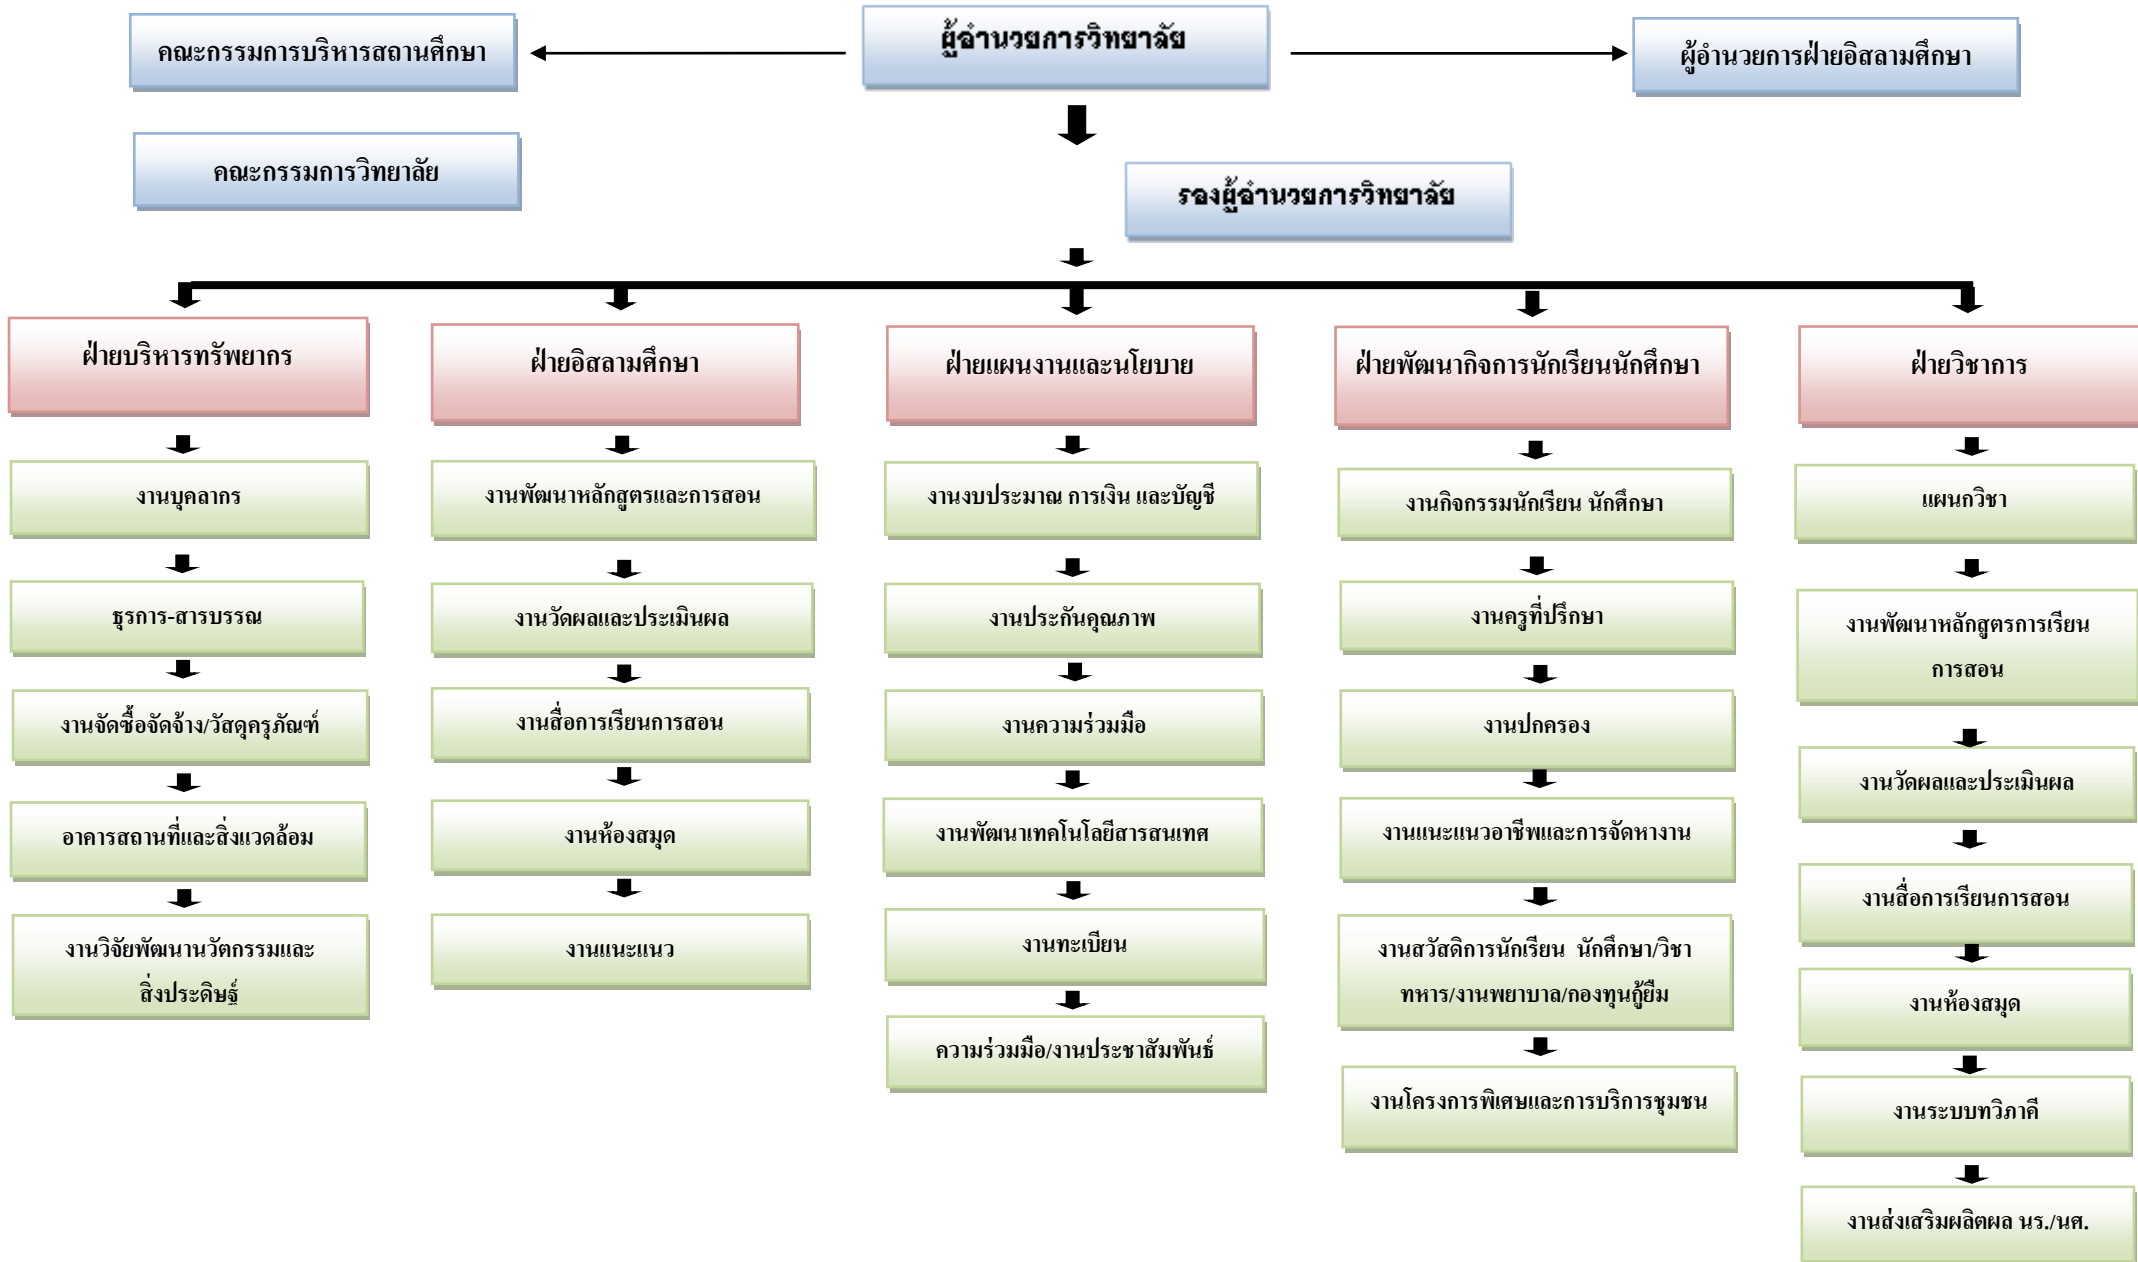 ผู้อำนวยการวิทยาลัย
คณะกรรมการบริหารสถานศึกษา
ผู้อำนวยการฝ่ายอิสลามศึกษา
คณะกรรมการวิทยาลัย
รองผู้อำนวยการวิทยาลัย
ฝ่ายบริหารทรัพยากร
งานบุคลากร
ธุรการ-สารบรรณ
งานจัดซื้อจัดจ้าง/วัสดุครุภัณฑ์
อาคารสถานที่และสิ่งแวดล้อม
งานวิจัยพัฒนานวัตกรรมและ
สิ่งประดิษฐ์
ฝ่ายอิสลามศึกษา
งานพัฒนาหลักสูตรและการสอน
งานวัดผลและประเมินผล
งานสื่อการเรียนการสอน
งานห้องสมุด
งานแนะแนว
ฝ่ายแผนงานและนโยบาย
งานงบประมาณ การเงิน และบัญชี
งานประกันคุณภาพ
งานความร่วมมือ
งานพัฒนาเทคโนโลยีสารสนเทศ
งานทะเบียน
ความร่วมมือ/งานประชาสัมพันธ์
ฝ่ายพัฒนากิจการนักเรียนนักศึกษา
งานกิจกรรมนักเรียน นักศึกษา
งานครูที่ปรึกษา
งานปกครอง
งานแนะแนวอาชีพและการจัดหางาน
งานสวัสดิการนักเรียน นักศึกษา/วิชา
ทหาร/งานพยาบาล/กองทุนกู้ยืม
งานโครงการพิเศษและการบริการชุมชน
ฝ่ายวิชาการ
แผนกวิชา
งานพัฒนาหลักสูตรการเรียน
การสอน
งานวัดผลและประเมินผล
งานสื่อการเรียนการสอน
งานห้องสมุด
งานระบบทวิภาคี
งานส่งเสริมผลิตผล นร./นศ.